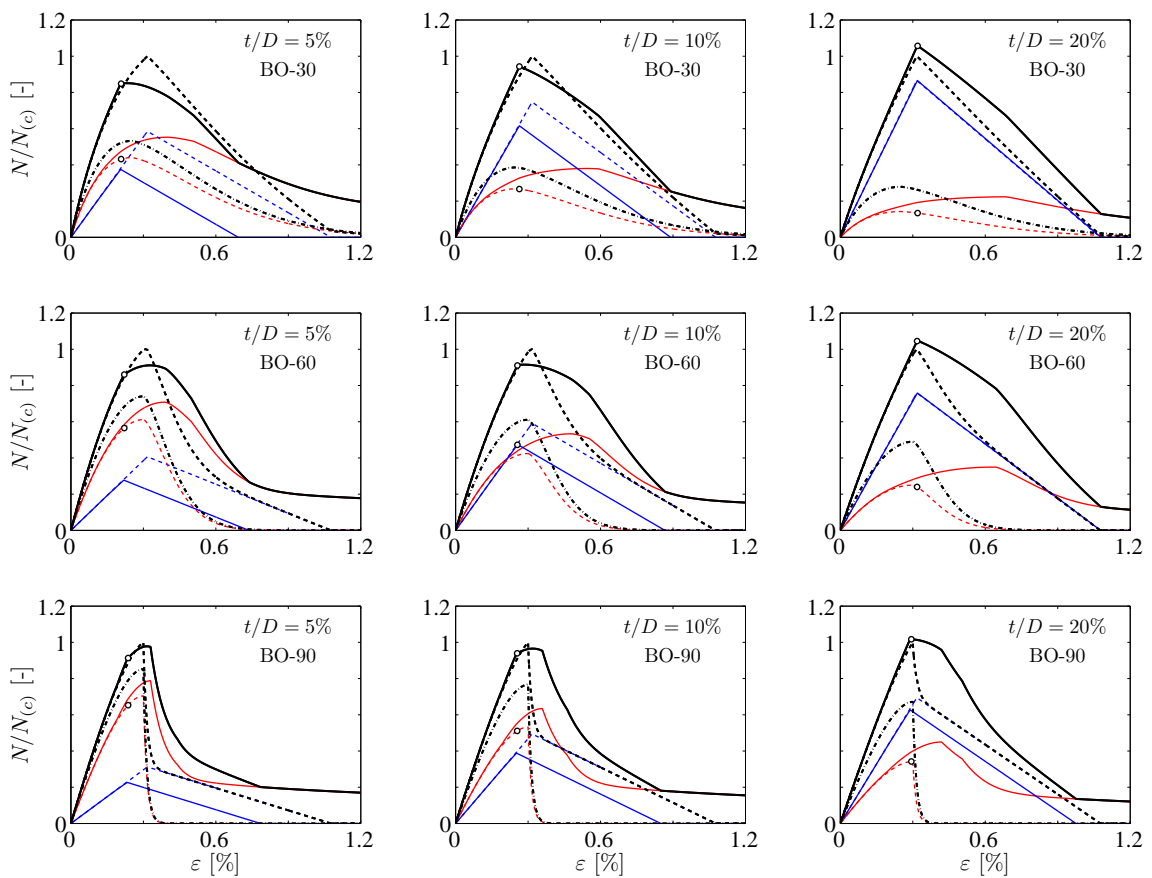 1.2
1
0
N/N(c) [-]
0 0.6 1.2
t/D = 5%
BO-30
1.2
1
0
0 0.6 1.2
t/D = 10%
BO-30
1.2
1
0
0 0.6 1.2
t/D = 20%
BO-30
1.2
1
0
N/N(c) [-]
0 0.6 1.2
t/D = 5%
BO-60
1.2
1
0
0 0.6 1.2
t/D = 10%
BO-60
1.2
1
0
0 0.6 1.2
t/D = 20%
BO-60
1.2
1
0
N/N(c) [-]
0 0.6 1.2
ε [%]
t/D = 5%
BO-90
1.2
1
0
0 0.6 1.2
ε [%]
t/D = 10%
BO-90
1.2
1
0
0 0.6 1.2
ε [%]
t/D = 20%
BO-90